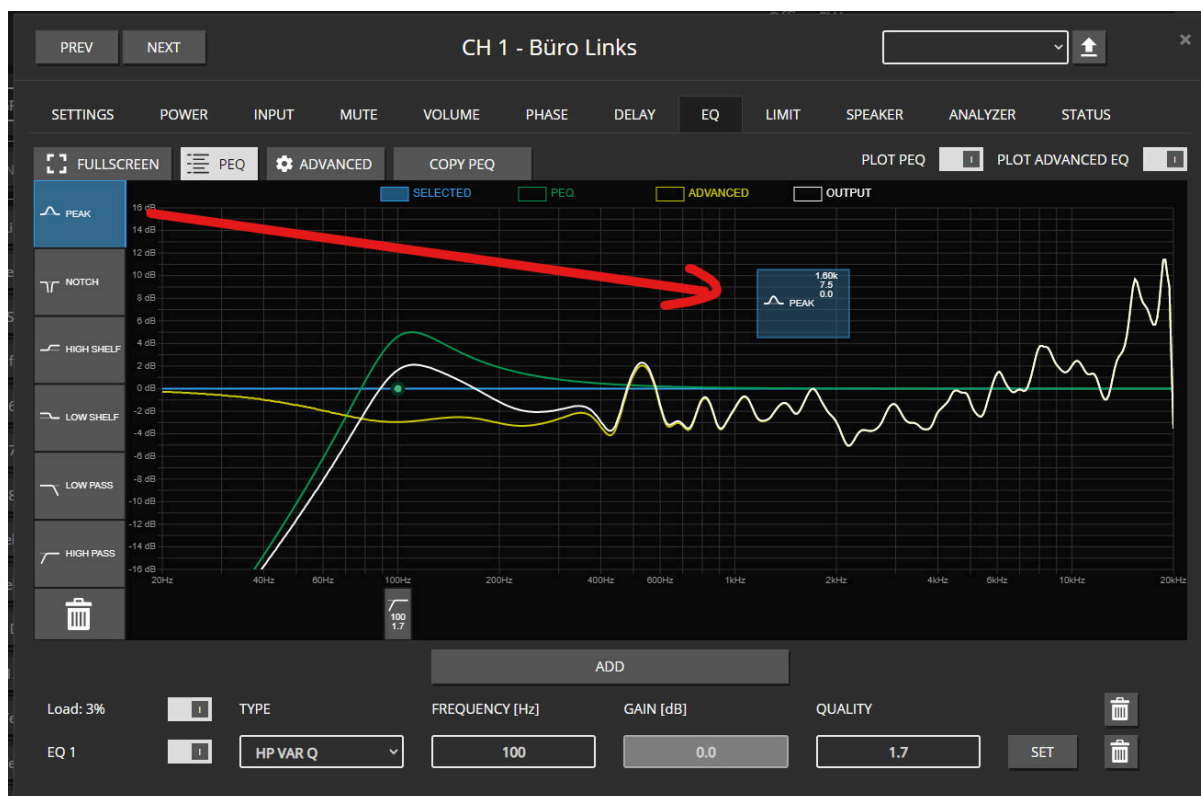 PREV
NEXT
CH 1 - Büro Links
SETTINGS POWER INPUT MUTE VOLUME PHASE DELAY EQ LIMIT SPEAKER ANALYZER STATUS
FULLSCREEN PEQ ADVANCED COPY PEQ PLOT PEQ I PLOT ADVANCED EQ I
SELECTED PEQ ADVANCED OUTPUT
PEAK
NOTCH
HIGH SHELF
LOW SHELF
LOW PASS
HIGH PASS
16 dB
14 dB
12 dB
10 dB
8 dB
6 dB
4 dB
2 dB
0 dB
-2 dB
-4 dB
-6 dB
-8 dB
-10 dB
-12 dB
-14 dB
-16 dB
1.60k
7.5
0.0
PEAK
20Hz 40Hz 60Hz 100Hz 200Hz 400Hz 600Hz 1kHz 2kHz 4kHz 6kHz 10kHz 20kHz
100
1.7
ADD
Load: 3% I TYPE FREQUENCY [Hz] GAIN [dB] QUALITY
EQ 1 I HP VAR Q 100 0.0 1.7 SET